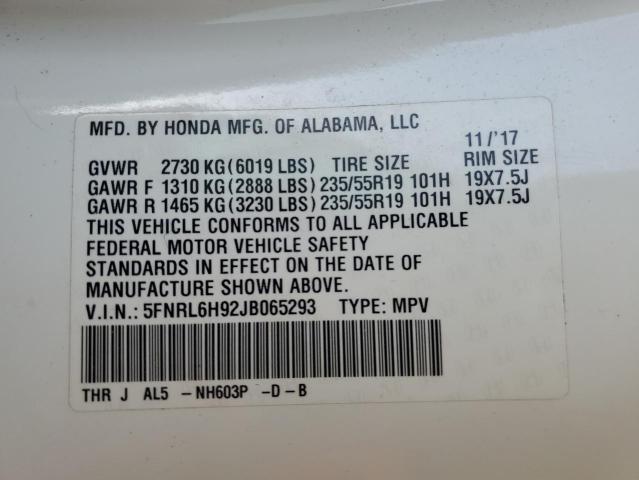 MFD. BY HONDA MFG. OF ALABAMA, LLC
11/'17
GVWR 2730 KG(6019 LBS) TIRE SIZE RIM SIZE
GAWR F 1310 KG(2888 LBS) 235/55R19 101H 19X7.5J
GAWR R 1465 KG(3230 LBS) 235/55R19 101H 19X7.5J
THIS VEHICLE CONFORMS TO ALL APPLICABLE
FEDERAL MOTOR VEHICLE SAFETY
STANDARDS IN EFFECT ON THE DATE OF
MANUFACTURE SHOWN ABOVE.
V.I.N.: 5FNRL6H92JB065293 TYPE: MPV
THR J AL5 -NH603P -D-B